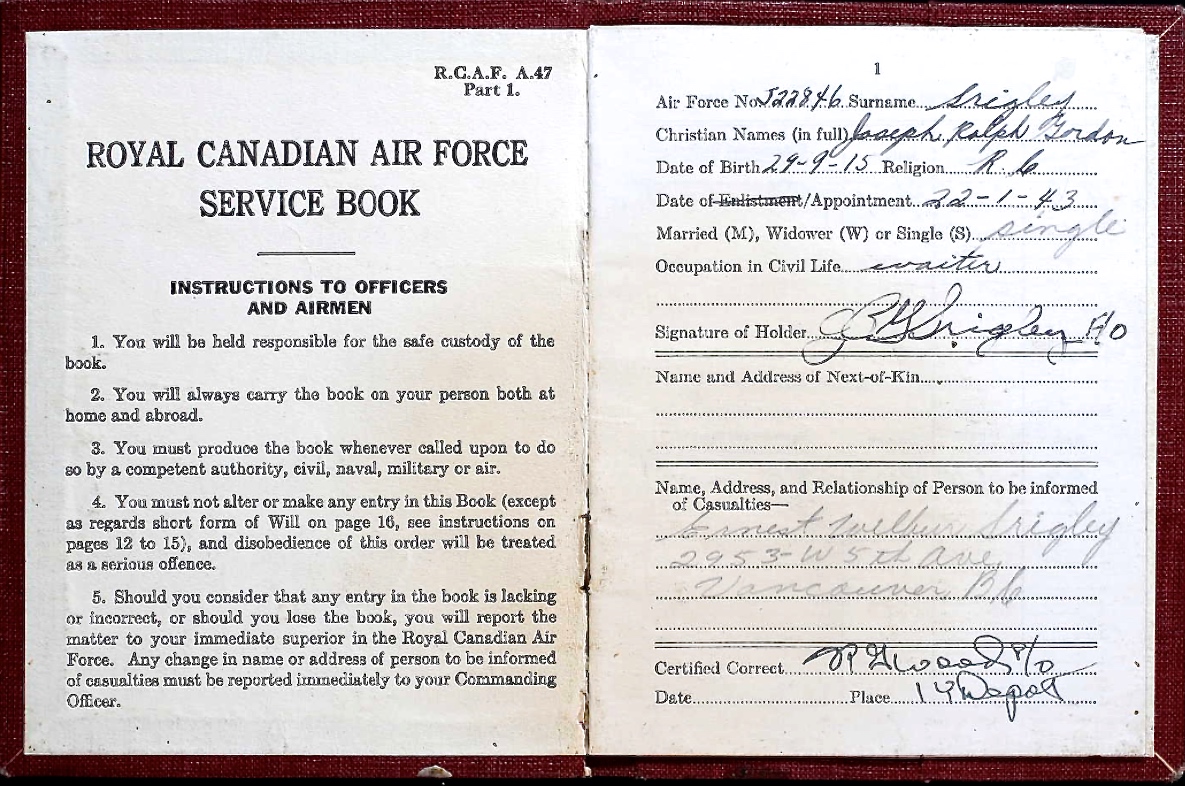 R.C.A.F. A.47
Part 1.
ROYAL CANADIAN AIR FORCE
SERVICE BOOK
INSTRUCTIONS TO OFFICERS
AND AIRMEN
1. You will be held responsible for the safe custody of the
book.
2. You will always carry the book on your person both at
home and abroad.
3. You must produce the book whenever called upon to do
so by a competent authority, civil, naval, military or air.
4. You must not alter or make any entry in this Book (except
as regards short form of Will on page 16, see instructions on
pages 12 to 15), and disobedience of this order will be treated
as a serious offence.
5. Should you consider that any entry in the book is lacking
or incorrect, or should you lose the book, you will report the
matter to your immediate superior in the Royal Canadian Air
Force. Any change in name or address of person to be informed
of casualties must be reported immediately to your Commanding
Officer.
1
Air Force No. J22846 Surname Srigley
Christian Names (in full) Joseph Ralph Gordon
Date of Birth 29-9-15 Religion R.C
Date of Enlistment/Appointment 22-1-43
Married (M), Widower (W) or Single (S) single
Occupation in Civil Life waiter
Signature of Holder Srigley F/O
Name and Address of Next-of-Kin
Name, Address, and Relationship of Person to be informed
of Casualties—
Ernest Wilbur Srigley
2953-W 5th Ave
Vancouver BC
Certified Correct
Date Place 1 Y Depot